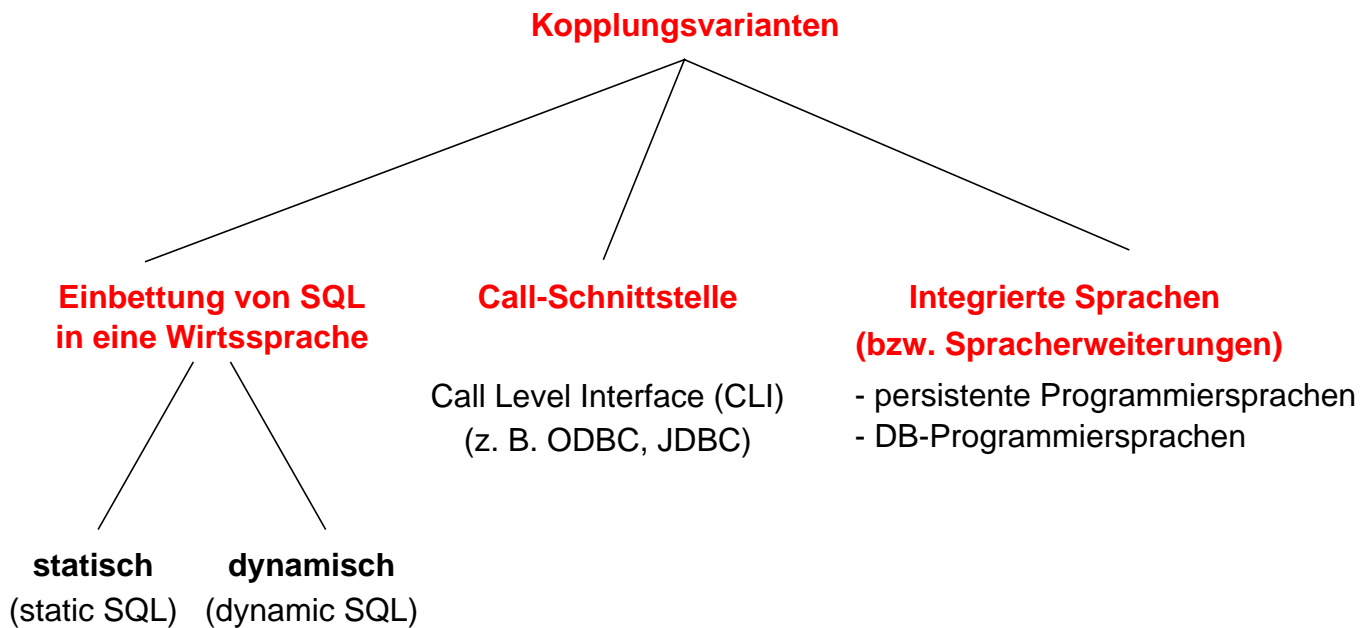 Kopplungsvarianten
Einbettung von SQL
in eine Wirtssprache
Call-Schnittstelle
Call Level Interface (CLI)
(z. B. ODBC, JDBC)
Integrierte Sprachen
(bzw. Spracherweiterungen)
- persistente Programmiersprachen
- DB-Programmiersprachen
statisch
(static SQL)
dynamisch
(dynamic SQL)